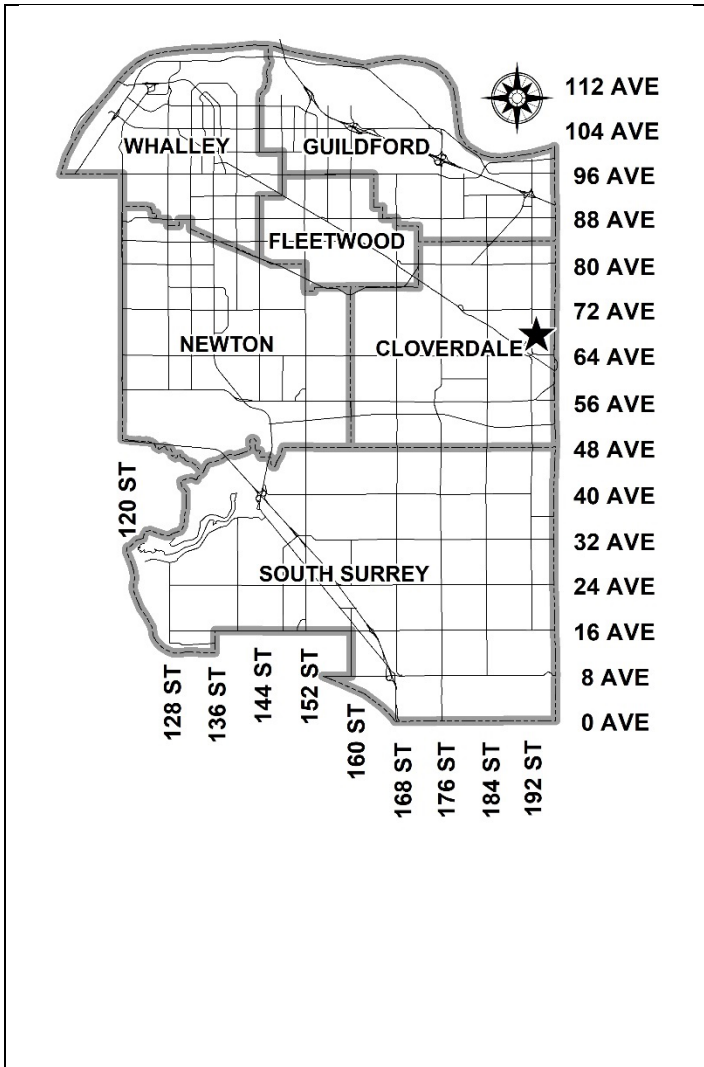 112 AVE
104 AVE
WHALLEY
GUILDFORD
96 AVE
88 AVE
FLEETWOOD
80 AVE
72 AVE
NEWTON
CLOVERDALE
64 AVE
56 AVE
48 AVE
120 ST
40 AVE
32 AVE
SOUTH SURREY
24 AVE
16 AVE
8 AVE
0 AVE
128 ST
136 ST
144 ST
152 ST
160 ST
168 ST
176 ST
184 ST
192 ST